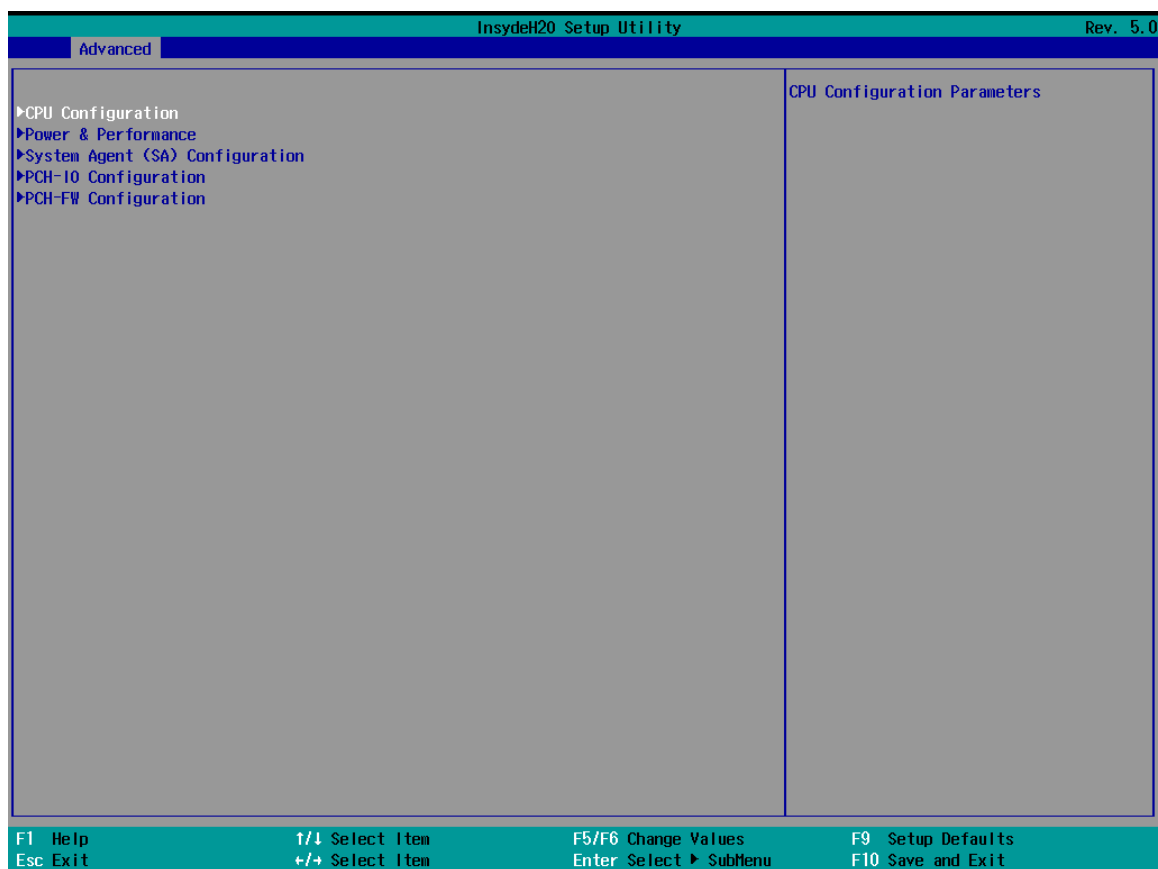 InsydeH20 Setup Utility Rev. 5.0
Advanced
CPU Configuration Parameters
▶CPU Configuration
▶Power & Performance
▶System Agent (SA) Configuration
▶PCH-IO Configuration
▶PCH-FW Configuration
F1 Help ↑/↓ Select Item F5/F6 Change Values F9 Setup Defaults
Esc Exit ←/→ Select Item Enter Select ▶ SubMenu F10 Save and Exit